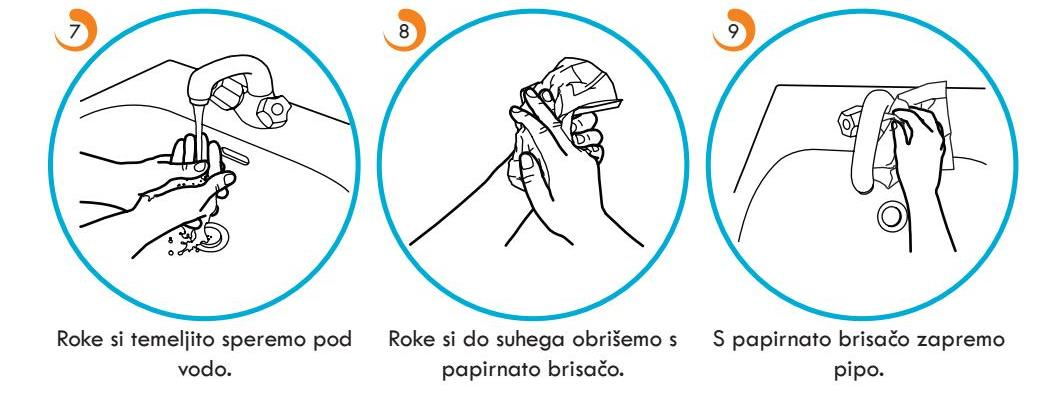 7
8
9
Roke si temeljito speremo pod
vodo.
Roke si do suhega obrišemo s
papirnato brisačo.
S papirnato brisačo zapremo
pipo.